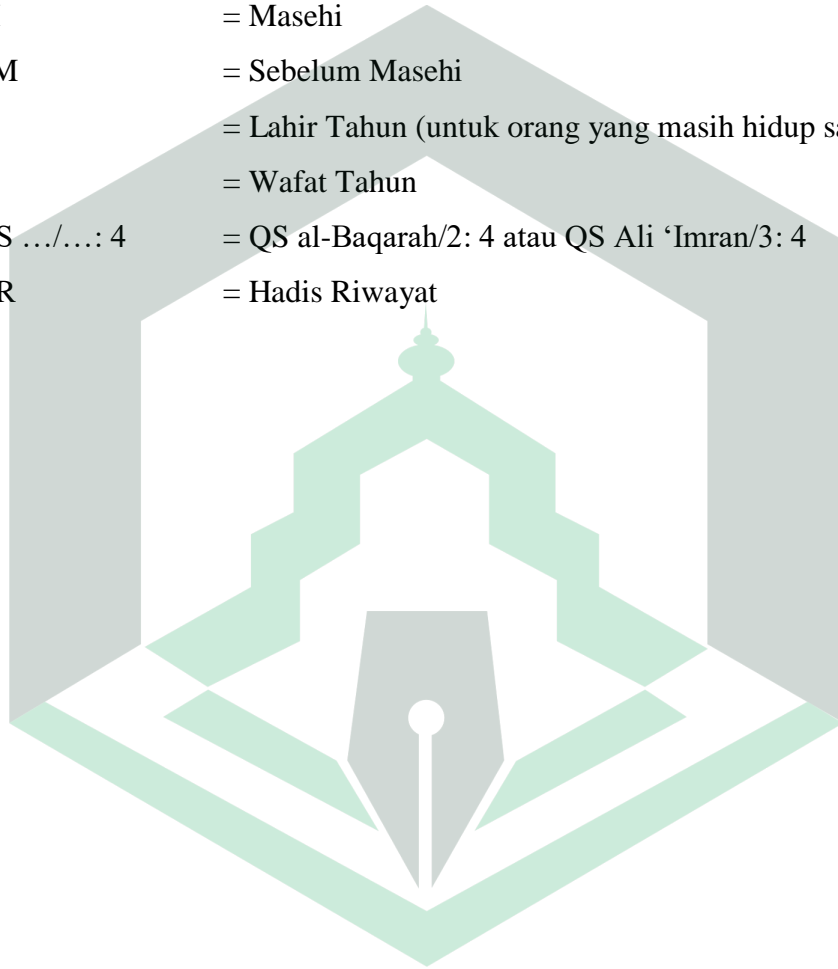 = Masehi
M = Sebelum Masehi
= Lahir Tahun (untuk orang yang masih hidup
= Wafat Tahun
S …/…: 4 = QS al-Baqarah/2: 4 atau QS Ali ‘Imran/3: 4
R = Hadis Riwayat